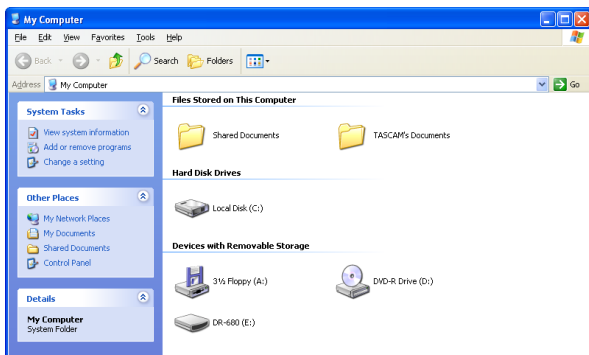 My Computer
File Edit View Favorites Tools Help
Back Search Folders
Address My Computer Go
System Tasks
View system information
Add or remove programs
Change a setting
Other Places
My Network Places
My Documents
Shared Documents
Control Panel
Details
My Computer
System Folder
Files Stored on This Computer
Shared Documents TASCAM's Documents
Hard Disk Drives
Local Disk (C:)
Devices with Removable Storage
3½ Floppy (A:) DVD-R Drive (D:)
DR-680 (E:)